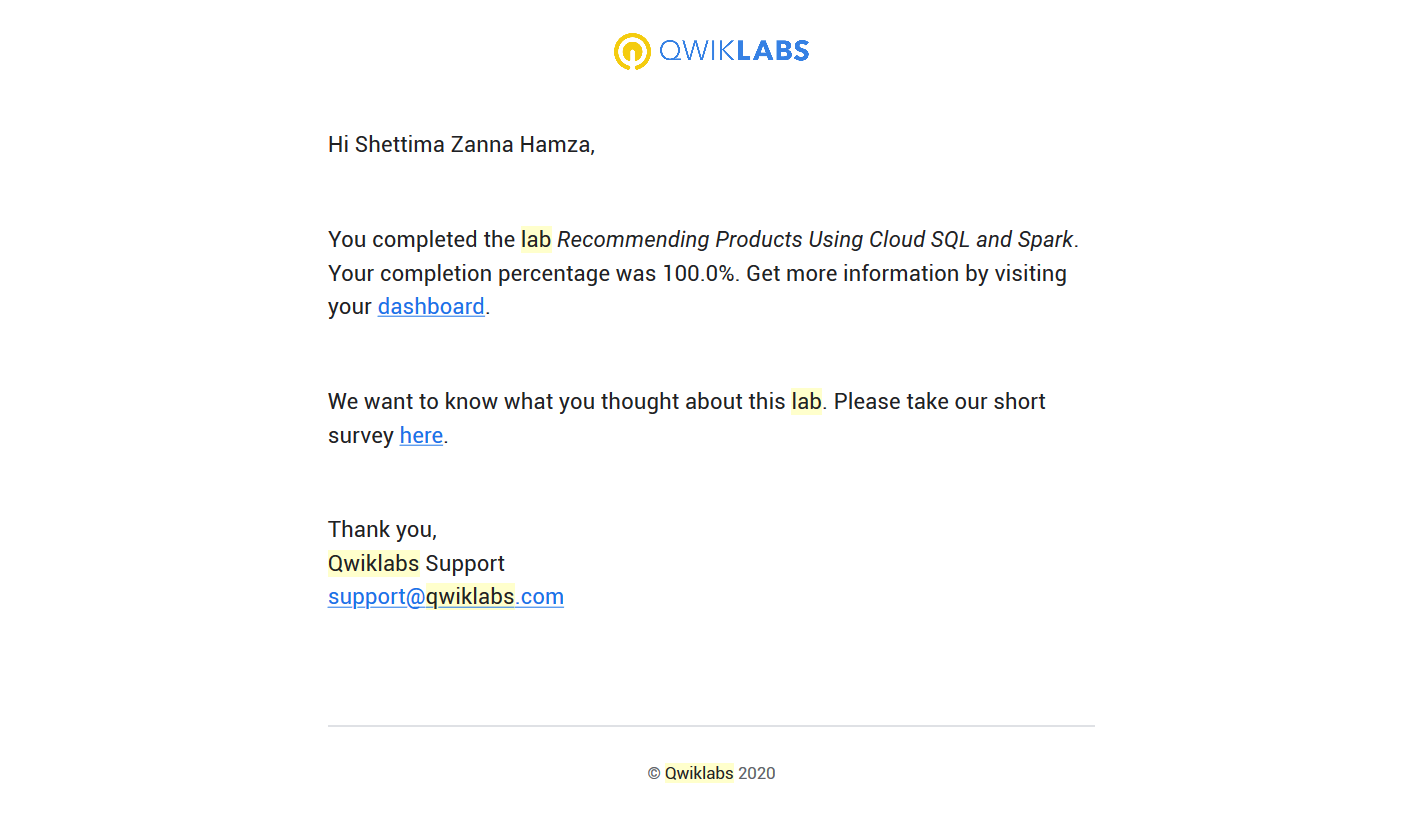 QWIKLABS
Hi Shettima Zanna Hamza,
You completed the lab Recommending Products Using Cloud SQL and Spark.
Your completion percentage was 100.0%. Get more information by visiting
your dashboard.
We want to know what you thought about this lab. Please take our short
survey here.
Thank you,
Qwiklabs Support
support@qwiklabs.com
© Qwiklabs 2020